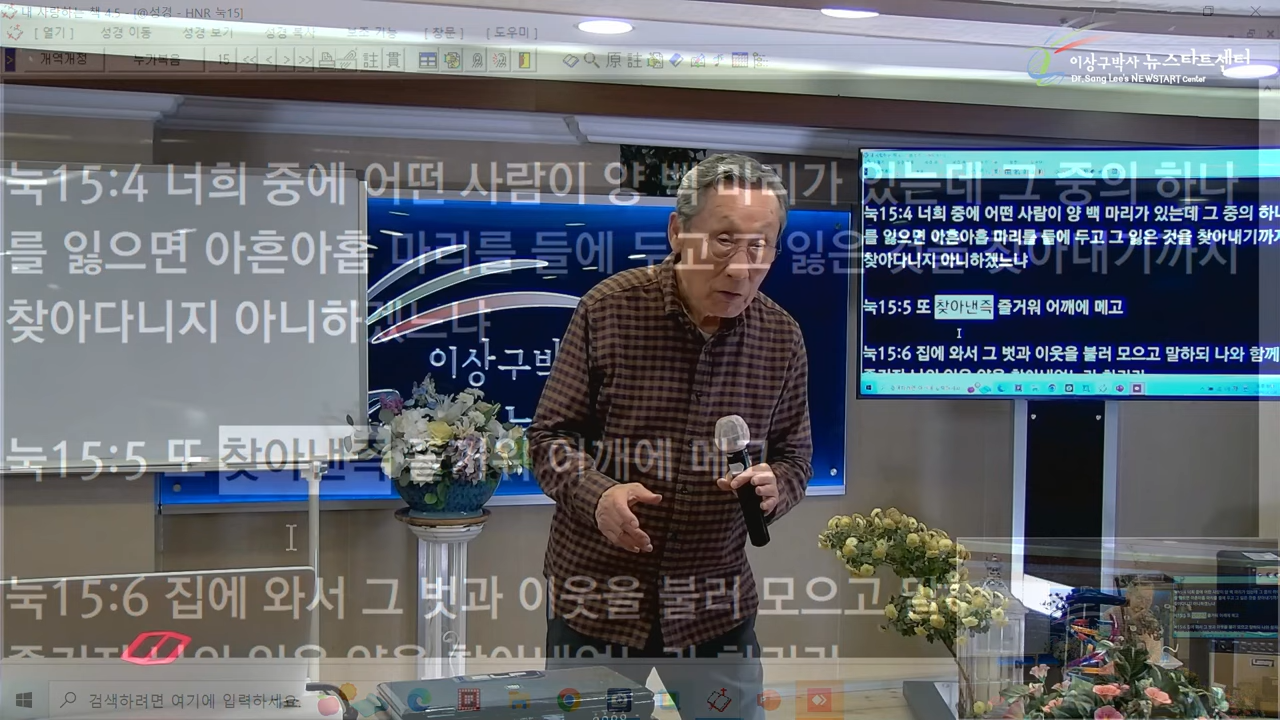 내 사랑하는 책 4.5 - [@성경 - HNR 눅15]
[ 열기 ] 성경 이동 성경 보기 성경 복사 보조 기능 [ 창문 ] [ 도우미 ]
개역개정 누가복음 15 << < > >> 註 貫 原 註
이상구박사 뉴스타트센터
Dr.Sang Lee's NEWSTART Center
눅15:4 너희 중에 어떤 사람이 양 백 마리가 있는데 그 중의 하나
를 잃으면 아흔아홉 마리를 들에 두고 그 잃은 것을 찾아내기까지
찾아다니지 아니하겠느냐
눅15:5 또 찾아낸즉 즐거워 어깨에 메고
눅15:6 집에 와서 그 벗과 이웃을 불러 모으고 말
검색하려면 여기에 입력하세요
이상구박
눅15:4 너희 중에 어떤 사람이 양 백 마리가 있는데 그 중의 하나
를 잃으면 아흔아홉 마리를 들에 두고 그 잃은 것을 찾아내기까지
찾아다니지 아니하겠느냐
눅15:5 또 찾아낸즉 즐거워 어깨에 메고
눅15:6 집에 와서 그 벗과 이웃을 불러 모으고 말하되 나와 함께
Laney